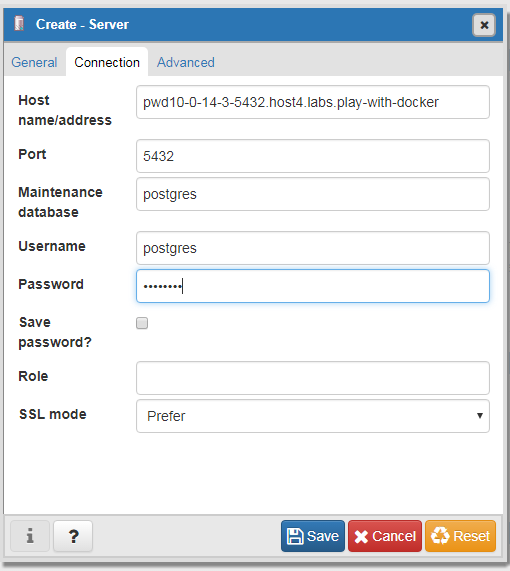 Create - Server
General Connection Advanced
Host name/address
pwd10-0-14-3-5432.host4.labs.play-with-docker
Port
5432
Maintenance database
postgres
Username
postgres
Password
••••••••
Save password?
Role
SSL mode
Prefer
i ? Save Cancel Reset